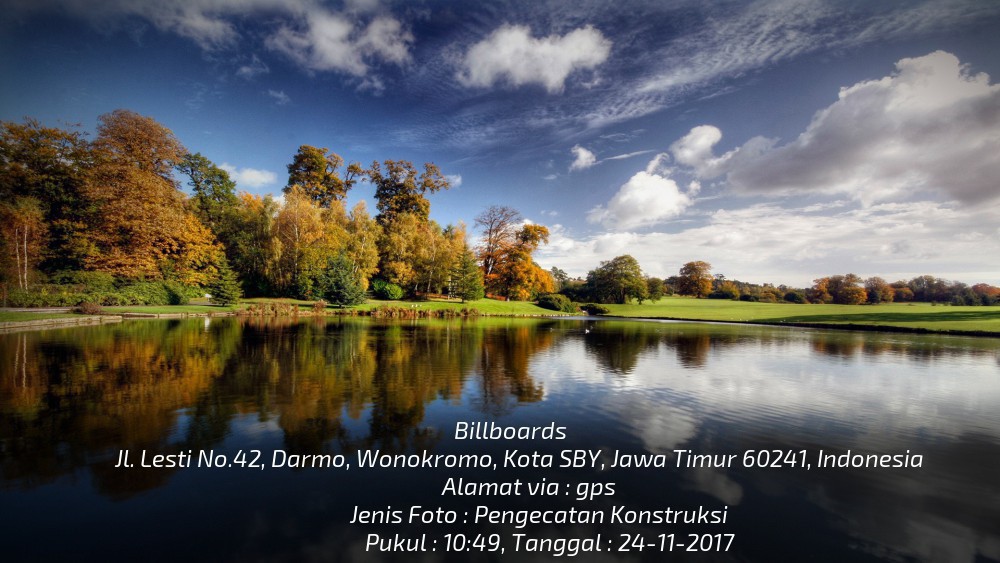 Billboards
Jl. Lesti No.42, Darmo, Wonokromo, Kota SBY, Jawa Timur 60241, Indonesia
Alamat via : gps
Jenis Foto : Pengecatan Konstruksi
Pukul : 10:49, Tanggal : 24-11-2017